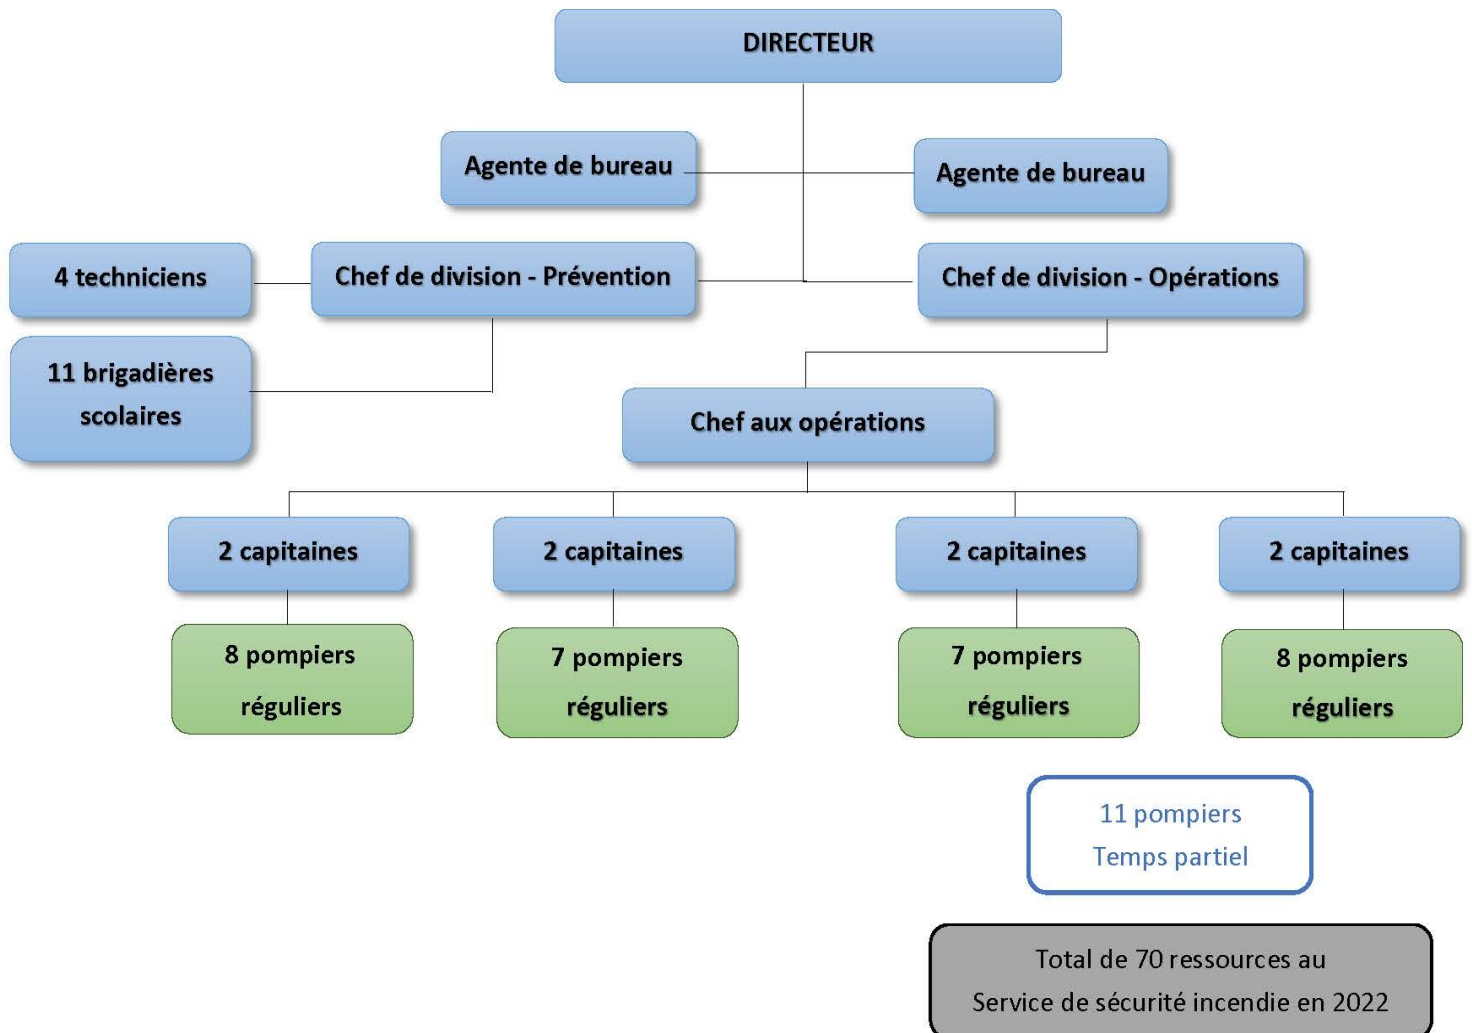 DIRECTEUR
Agente de bureau
Agente de bureau
4 techniciens
Chef de division - Prévention
Chef de division - Opérations
11 brigadières
scolaires
Chef aux opérations
2 capitaines
2 capitaines
2 capitaines
2 capitaines
8 pompiers
réguliers
7 pompiers
réguliers
7 pompiers
réguliers
8 pompiers
réguliers
11 pompiers
Temps partiel
Total de 70 ressources au
Service de sécurité incendie en 2022